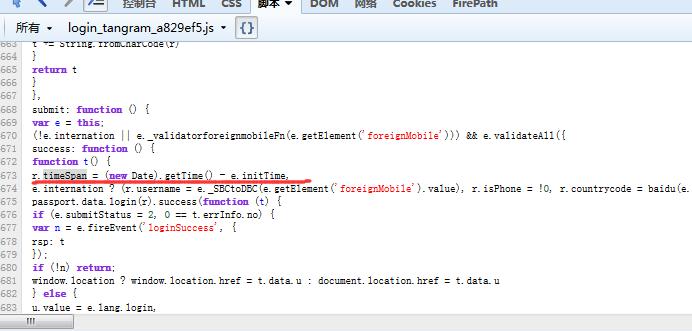 控制台 HTML CSS 脚本 DOM 网络 Cookies FirePath
所有 login_tangram_a829ef5.js {}
663 t += String.fromCharCode(r)
664 }
665 return t
666 }
667 },
668 submit: function () {
669 var e = this;
670 (!e.internation || e._validatorforeignmobileFn(e.getElement('foreignMobile'))) && e.validateAll({
671 success: function () {
672 function t() {
673 r.timeSpan = (new Date).getTime() - e.initTime,
674 e.internation ? (r.username = e._SBCtoDBC(e.getElement('foreignMobile').value), r.isPhone = !0, r.countrycode = baidu(e.
675 passport.data.login(r).success(function (t) {
676 if (e.submitStatus = 2, 0 == t.errInfo.no) {
677 var n = e.fireEvent('loginSuccess', {
678 rsp: t
679 });
680 if (!n) return;
681 window.location ? window.location.href = t.data.u : document.location.href = t.data.u
682 } else {
683 u.value = e.lang.login,